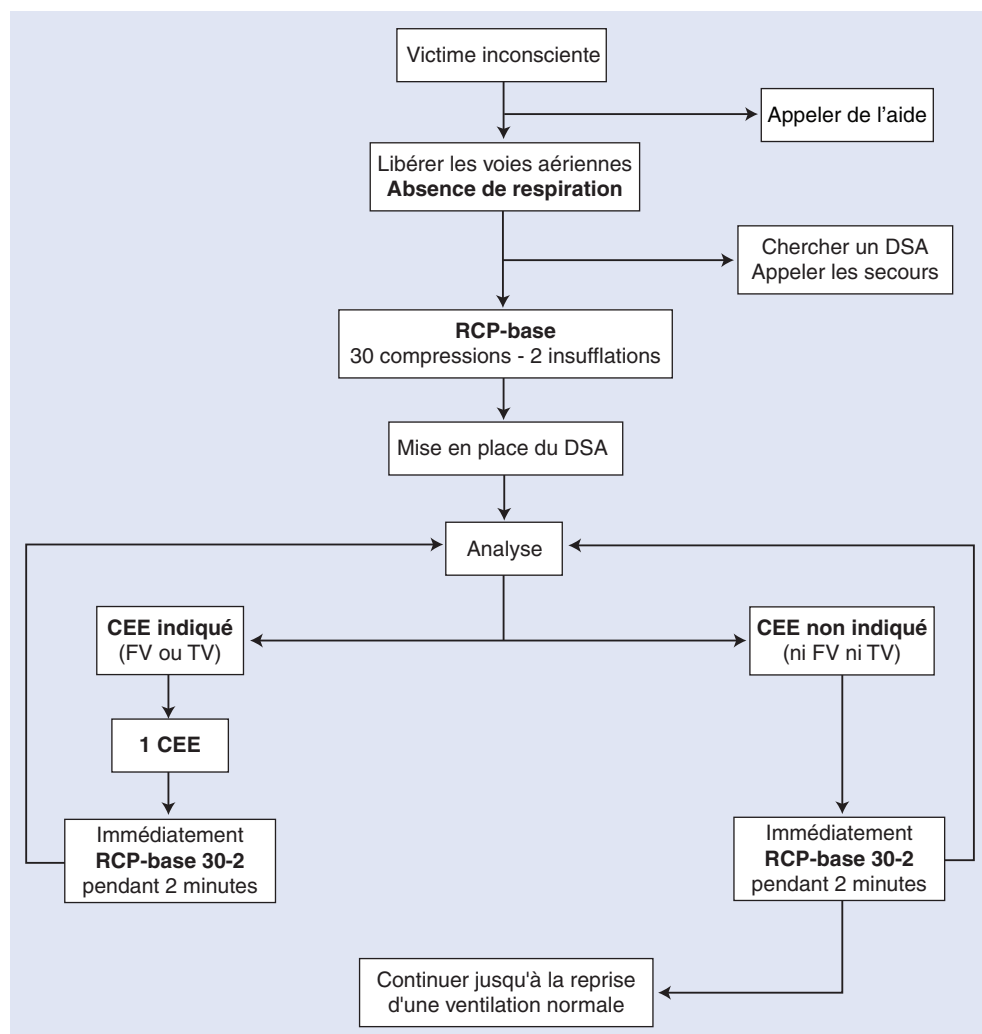 Victime inconsciente
Appeler de l'aide
Libérer les voies aériennes
Absence de respiration
Chercher un DSA
Appeler les secours
RCP-base
30 compressions - 2 insufflations
Mise en place du DSA
Analyse
CEE indiqué
(FV ou TV)
CEE non indiqué
(ni FV ni TV)
1 CEE
Immédiatement
RCP-base 30-2
pendant 2 minutes
Immédiatement
RCP-base 30-2
pendant 2 minutes
Continuer jusqu'à la reprise
d'une ventilation normale